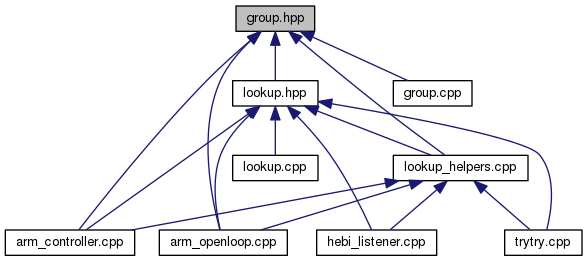 group.hpp
lookup.hpp
group.cpp
lookup.cpp
lookup_helpers.cpp
arm_controller.cpp
arm_openloop.cpp
hebi_listener.cpp
trytry.cpp